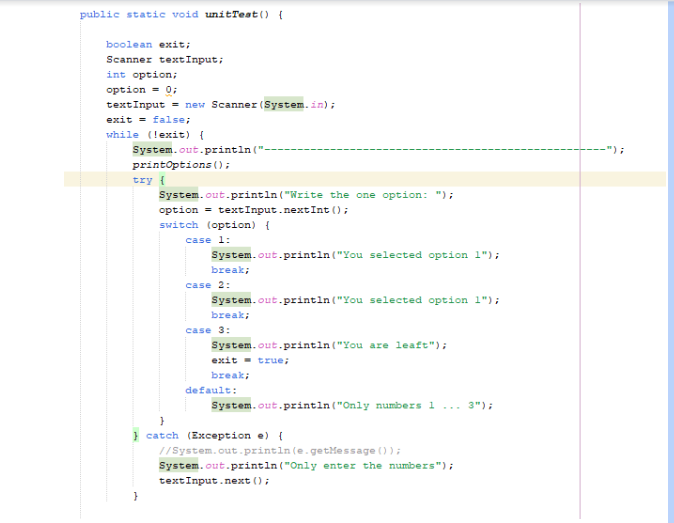 public static void unitTest() {
boolean exit;
Scanner textInput;
int option;
option = 0;
textInput = new Scanner(System.in);
exit = false;
while (!exit) {
System.out.println("----------------------------------------------------");
printOptions();
try {
System.out.println("Write the one option: ");
option = textInput.nextInt();
switch (option) {
case 1:
System.out.println("You selected option 1");
break;
case 2:
System.out.println("You selected option 1");
break;
case 3:
System.out.println("You are leaft");
exit = true;
break;
default:
System.out.println("Only numbers 1 ... 3");
}
} catch (Exception e) {
//System.out.println(e.getMessage());
System.out.println("Only enter the numbers");
textInput.next();
}